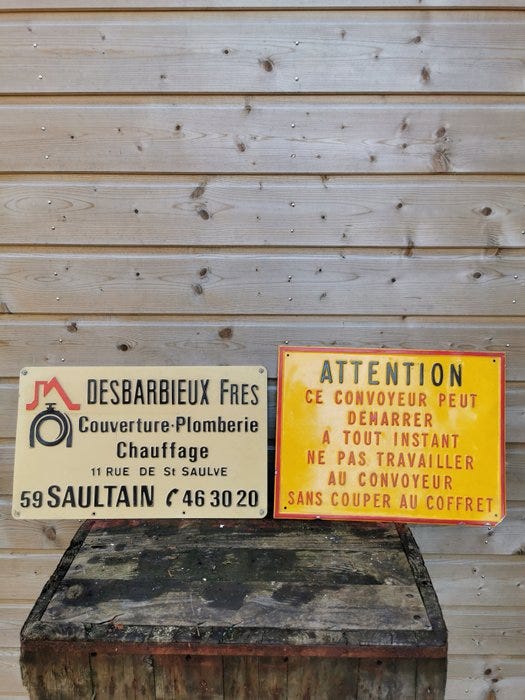 DESBARBIEUX FRES
Couverture·Plomberie
Chauffage
11 RUE DE St SAULVE
59 SAULTAIN 46 30 20
ATTENTION
CE CONVOYEUR PEUT
DÉMARRER
A TOUT INSTANT
NE PAS TRAVAILLER
AU CONVOYEUR
SANS COUPER AU COFFRET